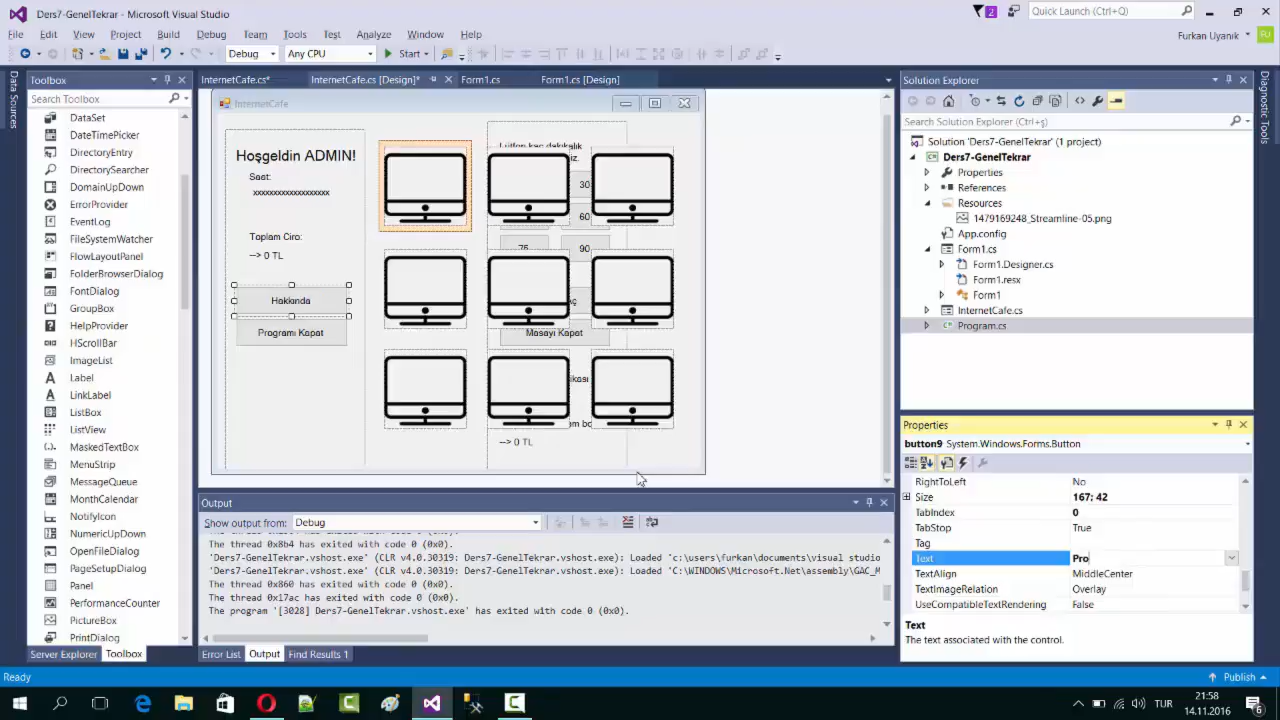 Ders7-GenelTekrar - Microsoft Visual Studio
2
Quick Launch (Ctrl+Q)
File Edit View Project Build Debug Team Tools Test Analyze Window Help
Furkan Uyanik
FU
Debug Any CPU Start
Data Sources
Toolbox
Search Toolbox
DataSet
DateTimePicker
DirectoryEntry
DirectorySearcher
DomainUpDown
ErrorProvider
EventLog
FileSystemWatcher
FlowLayoutPanel
FolderBrowserDialog
FontDialog
GroupBox
HelpProvider
HScrollBar
ImageList
Label
LinkLabel
ListBox
ListView
MaskedTextBox
MenuStrip
MessageQueue
MonthCalendar
NotifyIcon
NumericUpDown
OpenFileDialog
PageSetupDialog
Panel
PerformanceCounter
PictureBox
PrintDialog
Server Explorer Toolbox
InternetCafe.cs* InternetCafe.cs [Design]* Form1.cs Form1.cs [Design]
InternetCafe
Hoşgeldin ADMIN!
Saat:
xxxxxxxxxxxxxxxxxxx
Toplam Ciro:
--> 0 TL
Hakkında
Programı Kapat
Lütfen kaç dakikalık
30
60
75 90
Masayı Kapat
--> 0 TL
Output
Show output from: Debug
The thread 0x8b4 has exited with code 0 (0x0).
'Ders7-GenelTekrar.vshost.exe' (CLR v4.0.30319: Ders7-GenelTekrar.vshost.exe): Loaded 'c:\users\furkan\documents\visual studio
'Ders7-GenelTekrar.vshost.exe' (CLR v4.0.30319: Ders7-GenelTekrar.vshost.exe): Loaded 'C:\WINDOWS\Microsoft.Net\assembly\GAC_M
The thread 0x860 has exited with code 0 (0x0).
The thread 0x17ac has exited with code 0 (0x0).
The program '[3028] Ders7-GenelTekrar.vshost.exe' has exited with code 0 (0x0).
Error List Output Find Results 1
Solution Explorer
Search Solution Explorer (Ctrl+ş)
Solution 'Ders7-GenelTekrar' (1 project)
Ders7-GenelTekrar
Properties
References
Resources
1479169248_Streamline-05.png
App.config
Form1.cs
Form1.Designer.cs
Form1.resx
Form1
InternetCafe.cs
Program.cs
Diagnostic Tools
Properties
button9 System.Windows.Forms.Button
RightToLeft No
Size 167; 42
TabIndex 0
TabStop True
Tag
Text Pro
TextAlign MiddleCenter
TextImageRelation Overlay
UseCompatibleTextRendering False
Text
The text associated with the control.
Ready
Publish
TUR
21:58
14.11.2016
6